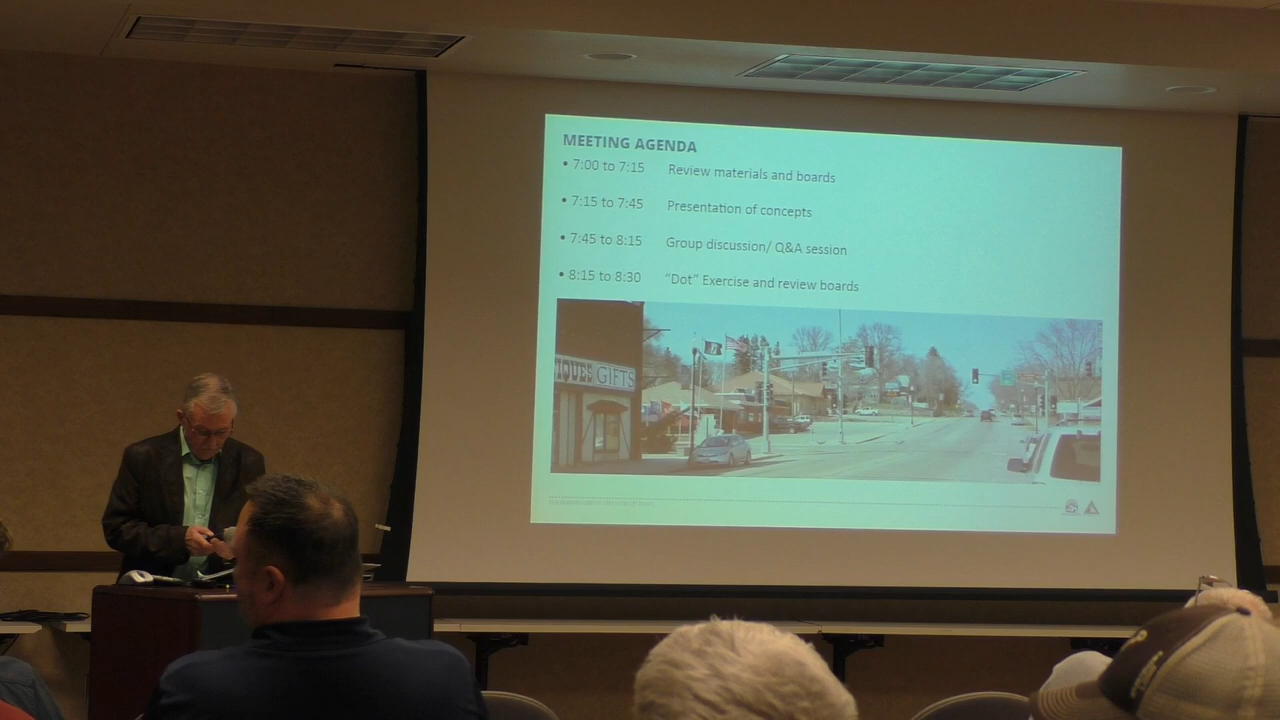 MEETING AGENDA
• 7:00 to 7:15 Review materials and boards
• 7:15 to 7:45 Presentation of concepts
• 7:45 to 8:15 Group discussion/ Q&A session
• 8:15 to 8:30 “Dot” Exercise and review boards
IQUES GIFTS